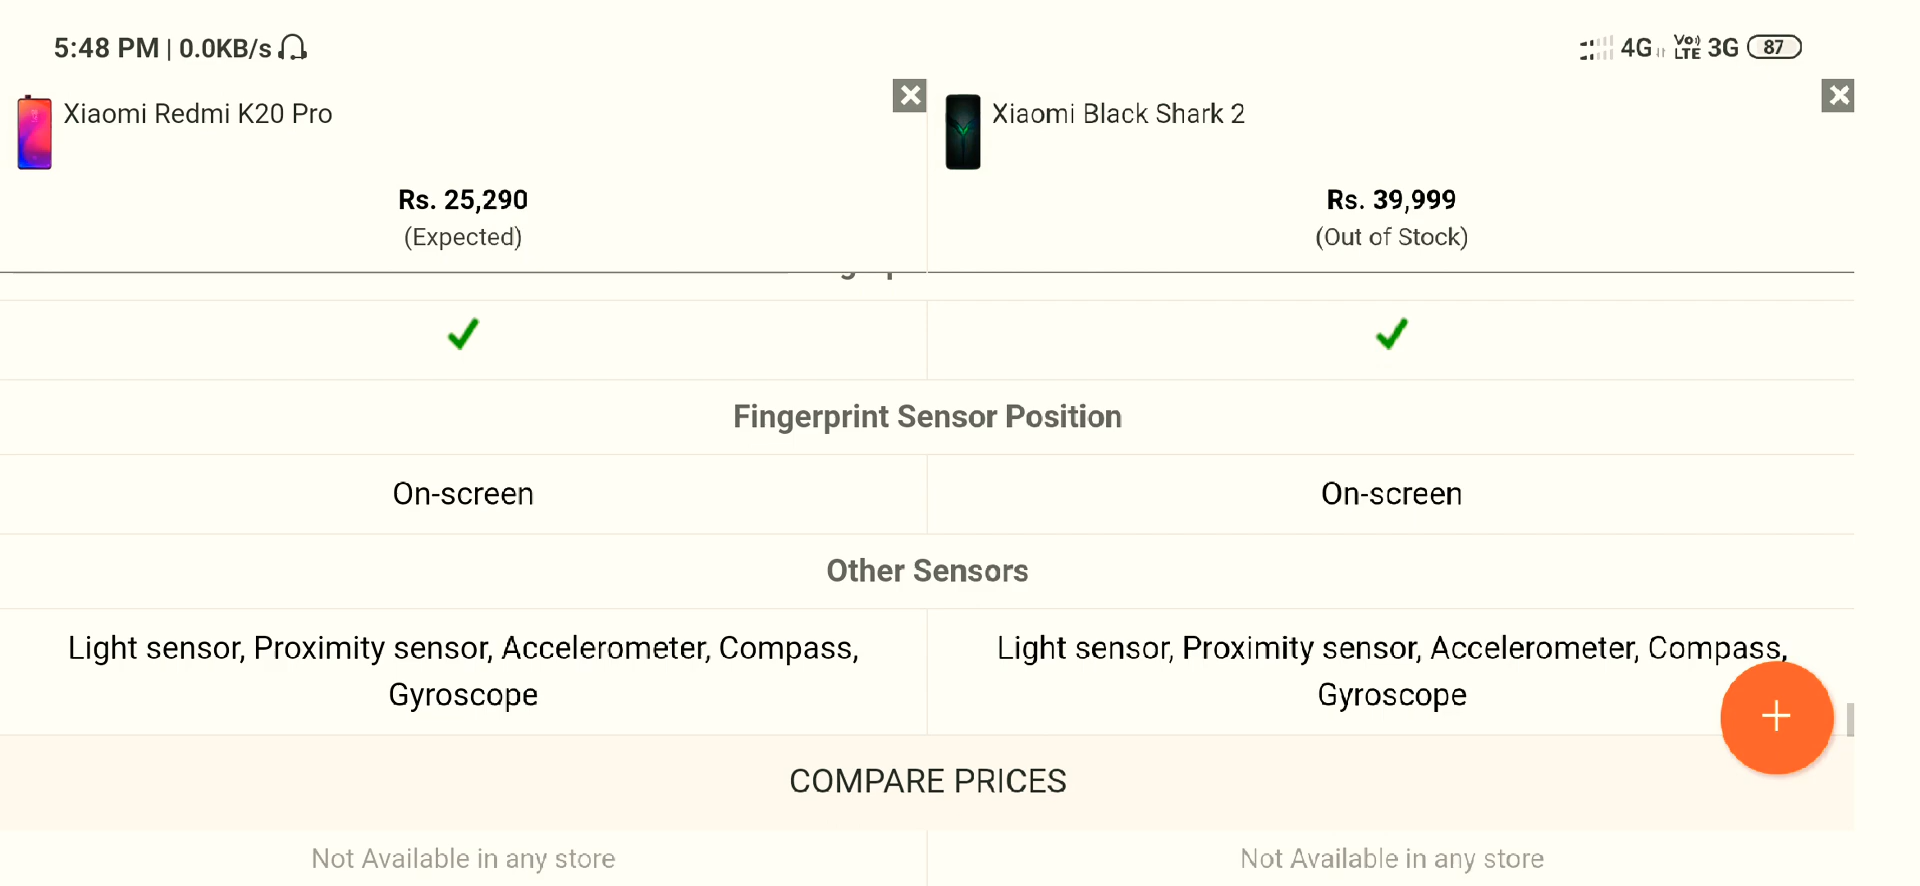 5:48 PM | 0.0KB/s
4G VoLTE 3G 87
Xiaomi Redmi K20 Pro
Xiaomi Black Shark 2
Rs. 25,290
Rs. 39,999
(Expected)
(Out of Stock)
Fingerprint Sensor Position
On-screen
On-screen
Other Sensors
Light sensor, Proximity sensor, Accelerometer, Compass,
Gyroscope
Light sensor, Proximity sensor, Accelerometer, Compass,
Gyroscope
COMPARE PRICES
Not Available in any store
Not Available in any store